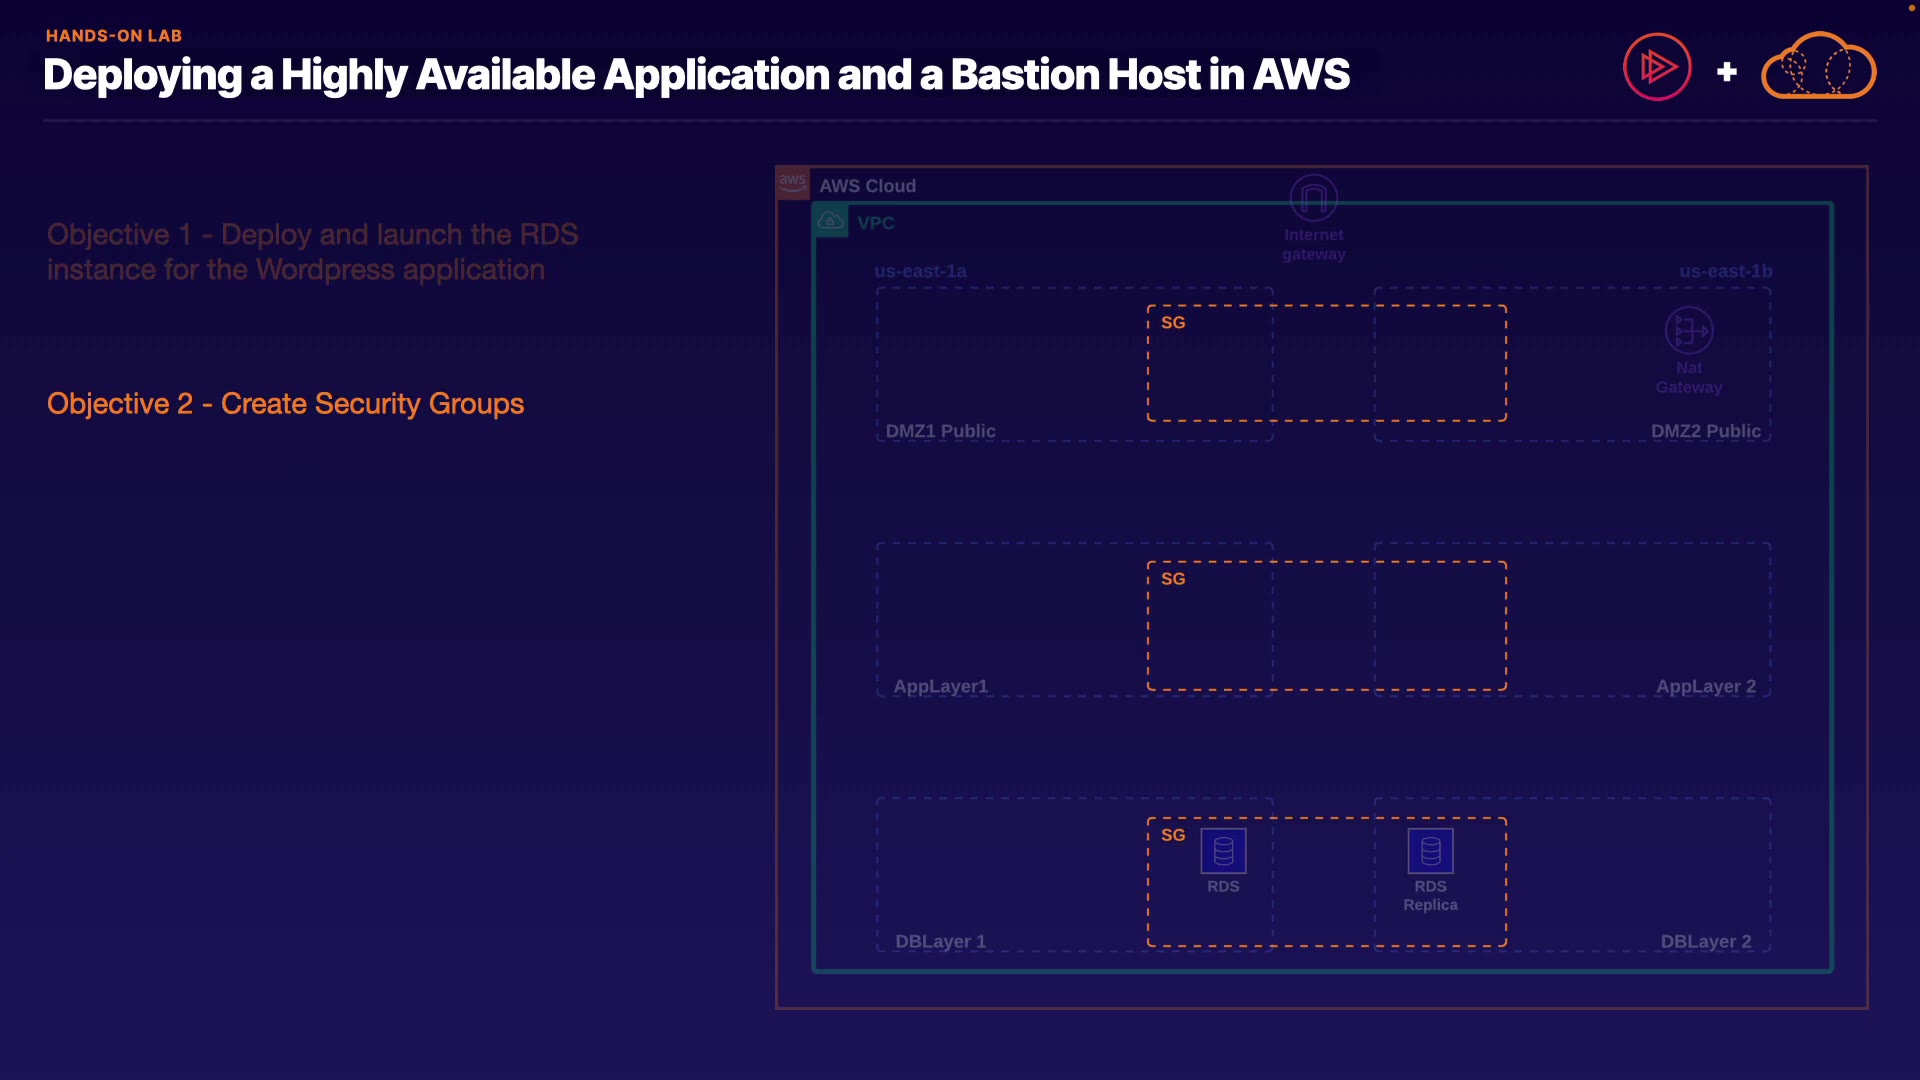 HANDS-ON LAB
Deploying a Highly Available Application and a Bastion Host in AWS
Objective 1 - Deploy and launch the RDS
instance for the Wordpress application
Objective 2 - Create Security Groups
aws
AWS Cloud
VPC
Internet
gateway
us-east-1a
us-east-1b
SG
Nat
Gateway
DMZ1 Public
DMZ2 Public
SG
AppLayer1
AppLayer 2
SG
RDS
RDS
Replica
DBLayer 1
DBLayer 2